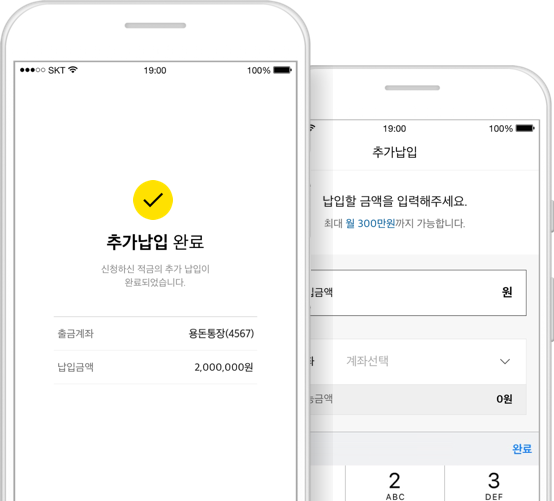 SKT 19:00 100%
추가납입 완료
신청하신 적금의 추가 납입이
완료되었습니다.
출금계좌 용돈통장(4567)
납입금액 2,000,000원
19:00 100%
추가납입
납입할 금액을 입력해주세요.
최대 월 300만원까지 가능합니다.
입금액 원
좌 계좌선택
능금액 0원
완료
2 3
ABC DEF